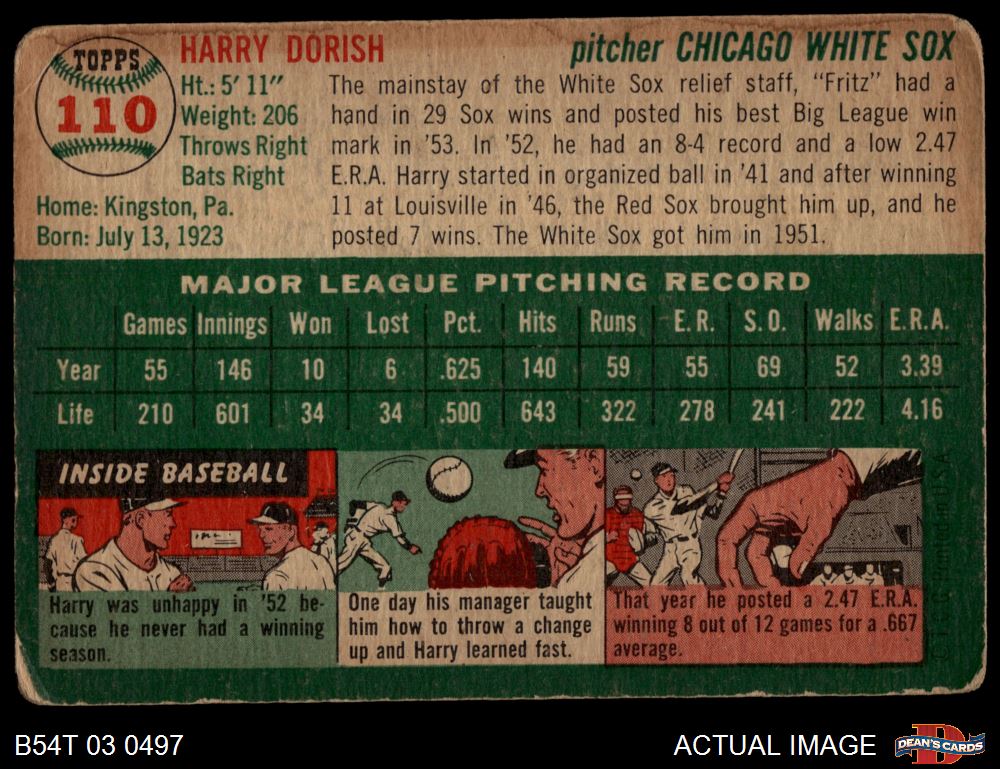 TOPPS
110
HARRY DORISH
pitcher CHICAGO WHITE SOX
Ht.: 5' 11"
Weight: 206
Throws Right
Bats Right
Home: Kingston, Pa.
Born: July 13, 1923
The mainstay of the White Sox relief staff, "Fritz" had a
hand in 29 Sox wins and posted his best Big League win
mark in '53. In '52, he had an 8-4 record and a low 2.47
E.R.A. Harry started in organized ball in '41 and after winning
11 at Louisville in '46, the Red Sox brought him up, and he
posted 7 wins. The White Sox got him in 1951.
MAJOR LEAGUE PITCHING RECORD
Games Innings Won Lost Pct. Hits Runs E.R. S.O. Walks E.R.A.
Year 55 146 10 6 .625 140 59 55 69 52 3.39
Life 210 601 34 34 .500 643 322 278 241 222 4.16
INSIDE BASEBALL
Harry was unhappy in '52 be-
cause he never had a winning
season.
One day his manager taught
him how to throw a change
up and Harry learned fast.
That year he posted a 2.47 E.R.A.
winning 8 out of 12 games for a .667
average.
B54T 03 0497
ACTUAL IMAGE
DEAN'S CARDS